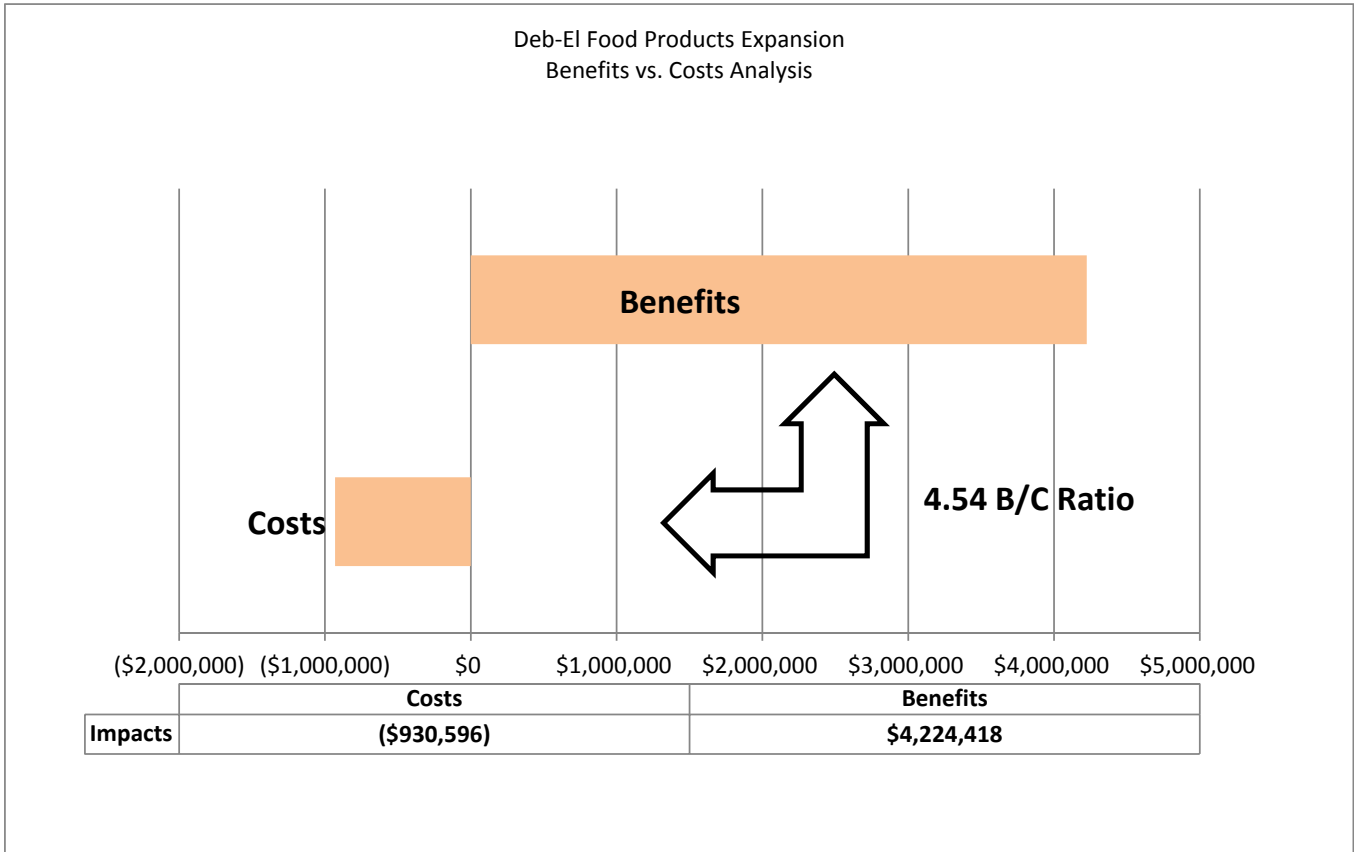 Deb-El Food Products Expansion
Benefits vs. Costs Analysis
Benefits
4.54 B/C Ratio
Costs
($2,000,000) ($1,000,000) $0 $1,000,000 $2,000,000 $3,000,000 $4,000,000 $5,000,000
Costs Benefits
Impacts ($930,596) $4,224,418